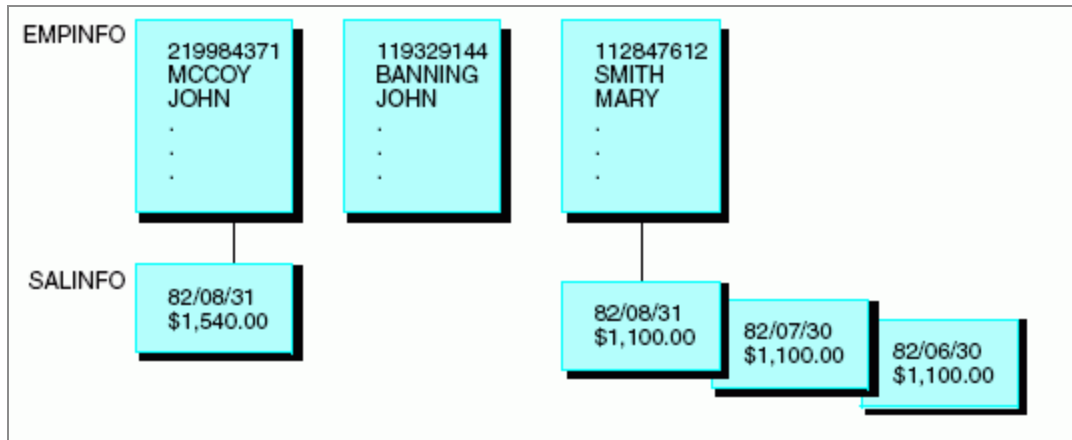 EMPINFO
219984371
MCCOY
JOHN
.
.
.
119329144
BANNING
JOHN
.
.
.
112847612
SMITH
MARY
.
.
.
SALINFO
82/08/31
$1,540.00
82/08/31
$1,100.00
82/07/30
$1,100.00
82/06/30
$1,100.00